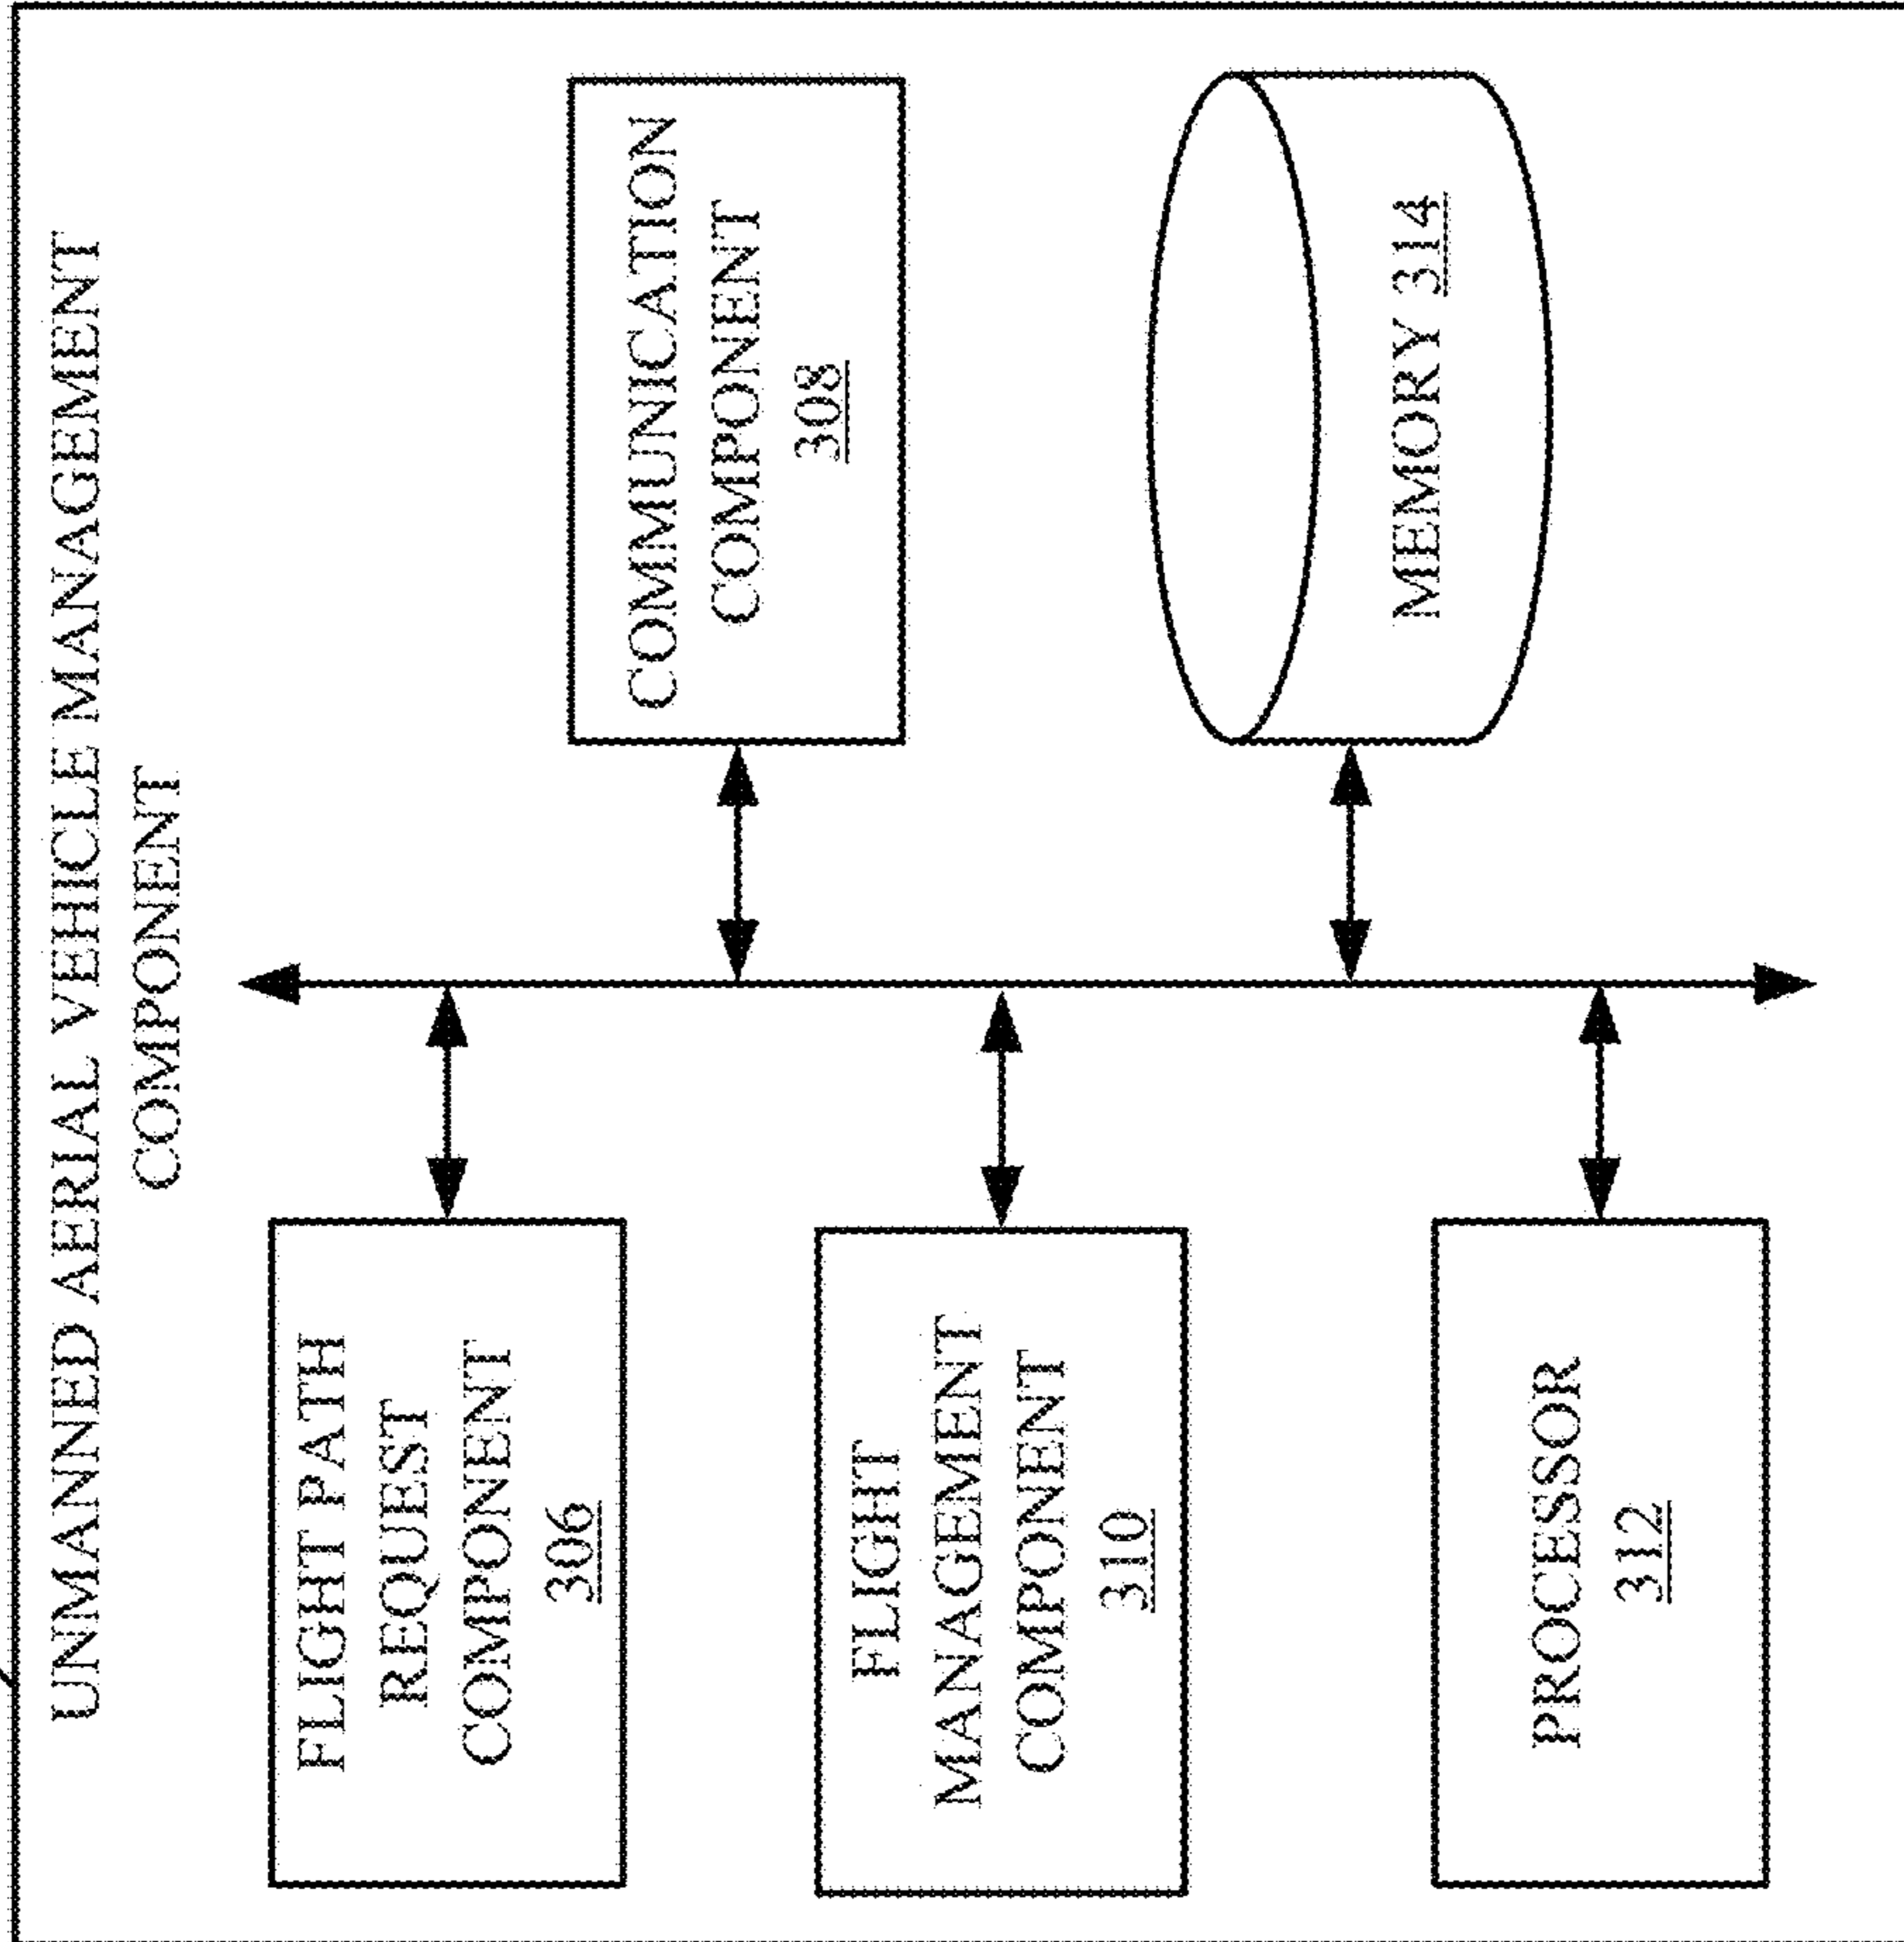 UNMANNED AERIAL VEHICLE MANAGEMENT
COMPONENT
FLIGHT PATH
REQUEST
COMPONENT
306
COMMUNICATION
COMPONENT
308
FLIGHT
MANAGEMENT
COMPONENT
310
MEMORY 314
PROCESSOR
312